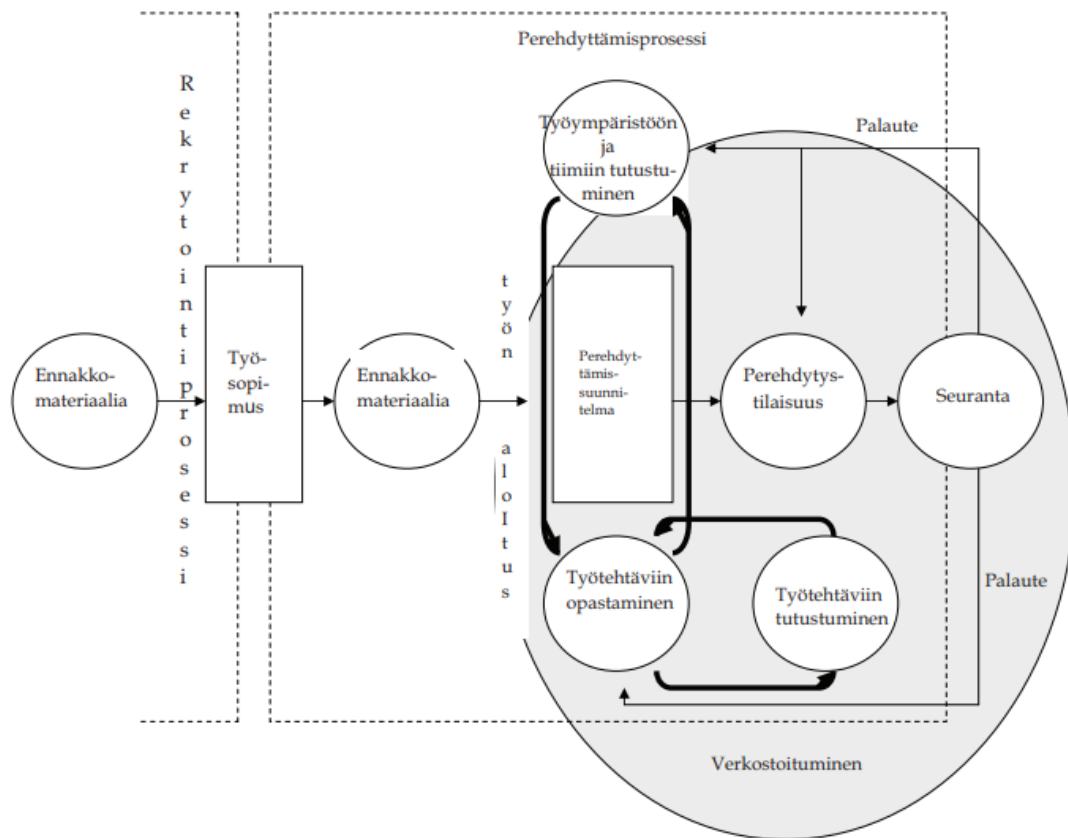 Perehdyttämisprosessi
Rekrytointiprosessi
Työympäristöön
ja
tiimiin tutustu-
minen
Palaute
työn
aloItus
Ennakko-
materiaalia
Työ-
sopi-
mus
Ennakko-
materiaalia
Perehdyt-
tämis-
suunni-
telma
Perehdytys-
tilaisuus
Seuranta
Työtehtäviin
opastaminen
Työtehtäviin
tutustuminen
Palaute
Verkostoituminen